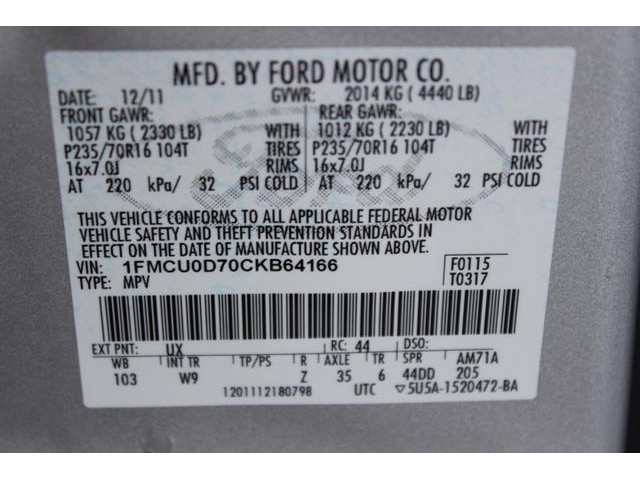 MFD. BY FORD MOTOR CO.
DATE: 12/11 GVWR: 2014 KG ( 4440 LB)
FRONT GAWR: REAR GAWR:
1057 KG ( 2330 LB) WITH 1012 KG ( 2230 LB) WITH
P235/70R16 104T TIRES P235/70R16 104T TIRES
16x7.0J RIMS 16x7.0J RIMS
AT 220 kPa/ 32 PSI COLD AT 220 kPa/ 32 PSI COLD
THIS VEHICLE CONFORMS TO ALL APPLICABLE FEDERAL MOTOR
VEHICLE SAFETY AND THEFT PREVENTION STANDARDS IN
EFFECT ON THE DATE OF MANUFACTURE SHOWN ABOVE.
VIN: 1FMCU0D70CKB64166 F0115
TYPE: MPV T0317
EXT PNT: UX RC: 44 DSO:
WB INT TR TP/PS R AXLE TR SPR AM71A
103 W9 Z 35 6 44DD 205
1201112180798 UTC ▽5U5A-1520472-BA